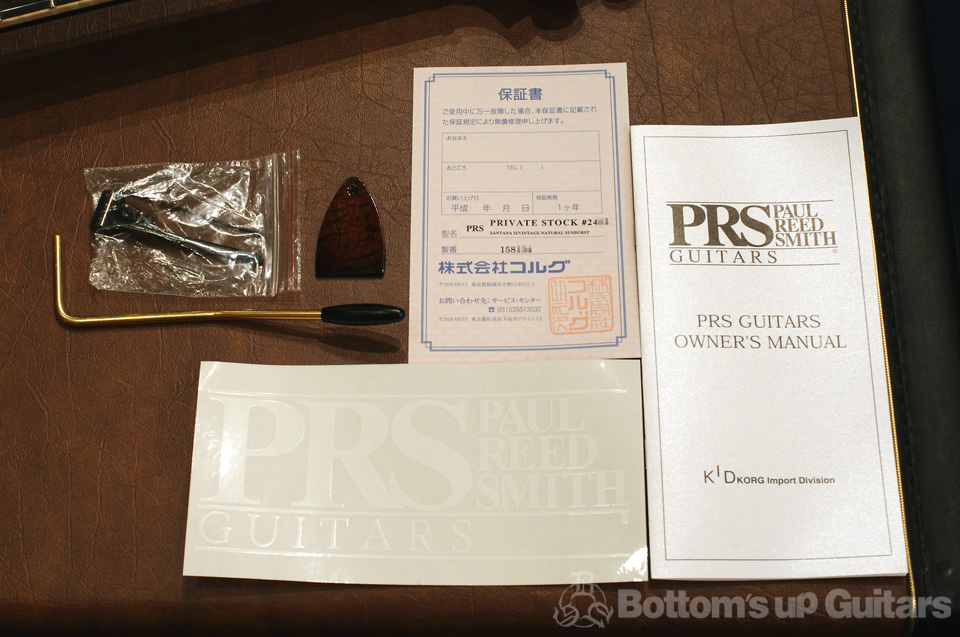 保証書
ご使用中に万一故障した場合、本保証書に記載され
た保証規定により無償修理申し上げます。
おなまえ
おところ TEL ( )
お買い上げ日 保証期間
平成 年 月 日 1ヶ年
型名 PRS PRIVATE STOCK #24
SANTANA II/VINTAGE NATURAL SUNBURST
製番 1581
株式会社コルグ
お問い合わせ先: サービス・センター
☎ 03 (5355) 3537
PRS PAUL REED SMITH
GUITARS
PRS GUITARS
OWNER'S MANUAL
KID KORG Import Division
PRS PAUL REED SMITH
GUITARS
Bottom's up Guitars